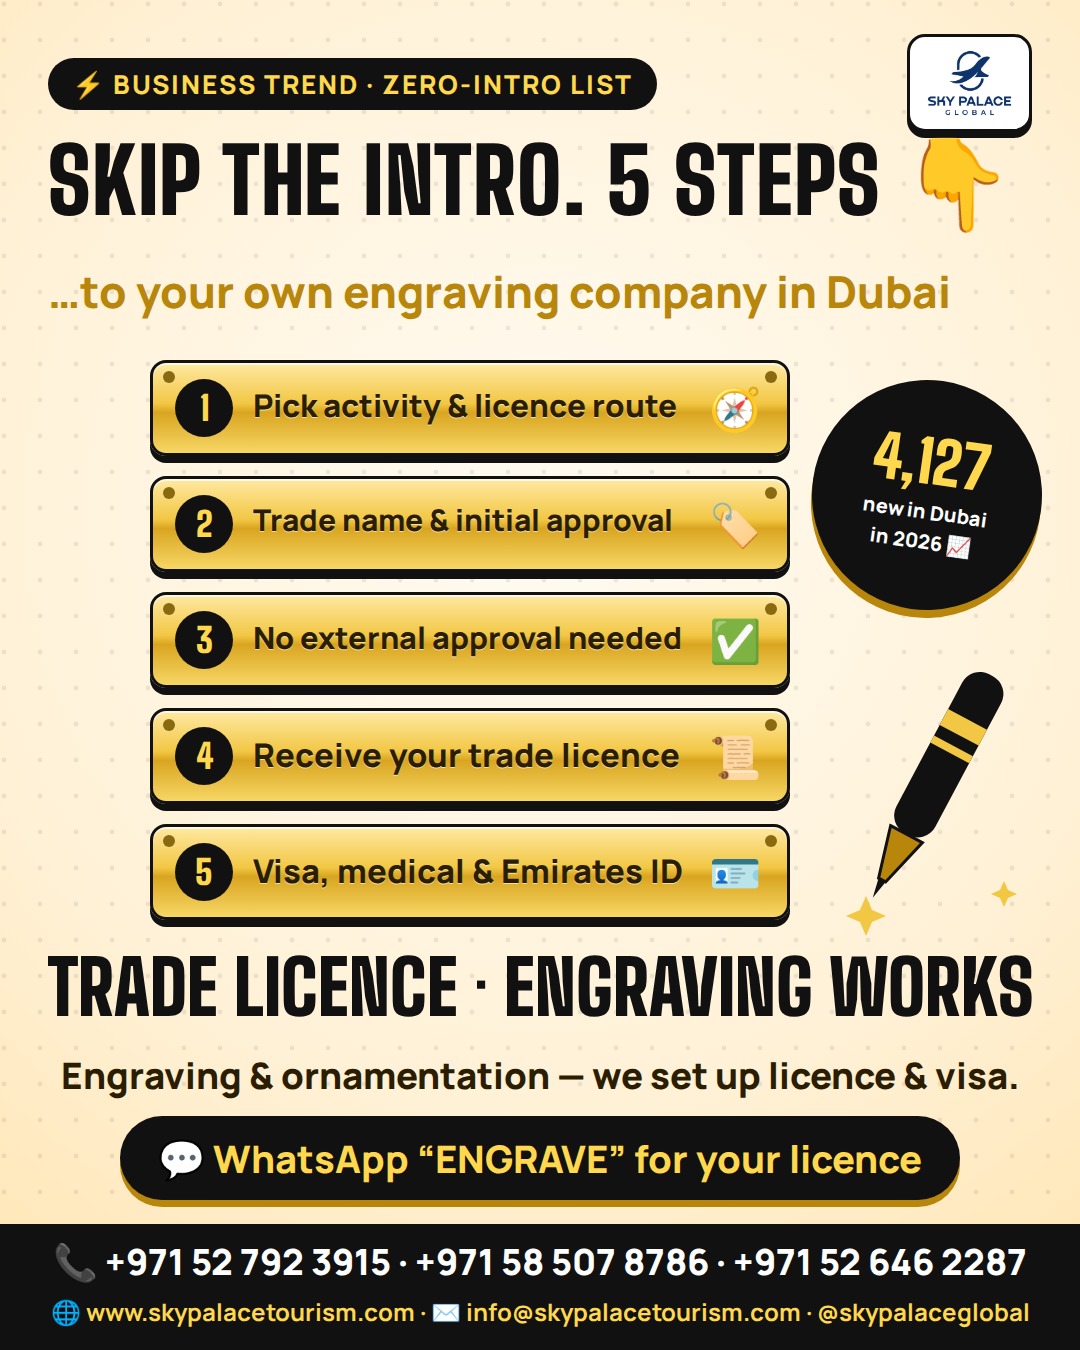 ⚡ BUSINESS TREND · ZERO-INTRO LIST
SKY PALACE
GLOBAL
SKIP THE INTRO. 5 STEPS 👇
...to your own engraving company in Dubai
1 Pick activity & licence route 🧭
2 Trade name & initial approval 🏷️
3 No external approval needed ✅
4 Receive your trade licence 📜
5 Visa, medical & Emirates ID 🪪
4,127
new in Dubai
in 2026 📈
TRADE LICENCE · ENGRAVING WORKS
Engraving & ornamentation — we set up licence & visa.
💬 WhatsApp “ENGRAVE” for your licence
📞 +971 52 792 3915 · +971 58 507 8786 · +971 52 646 2287
🌐 www.skypalacetourism.com · ✉️ info@skypalacetourism.com · @skypalaceglobal